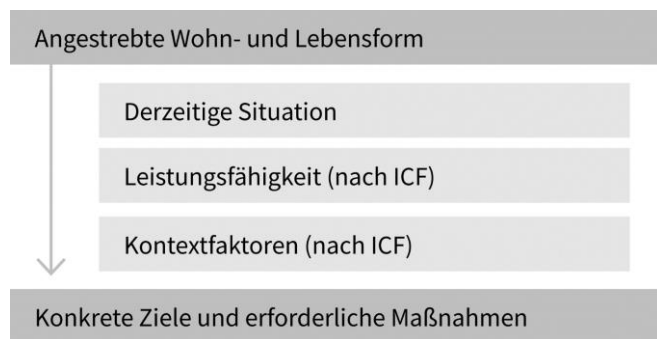 Angestrebte Wohn- und Lebensform
Derzeitige Situation
Leistungsfähigkeit (nach ICF)
Kontextfaktoren (nach ICF)
Konkrete Ziele und erforderliche Maßnahmen